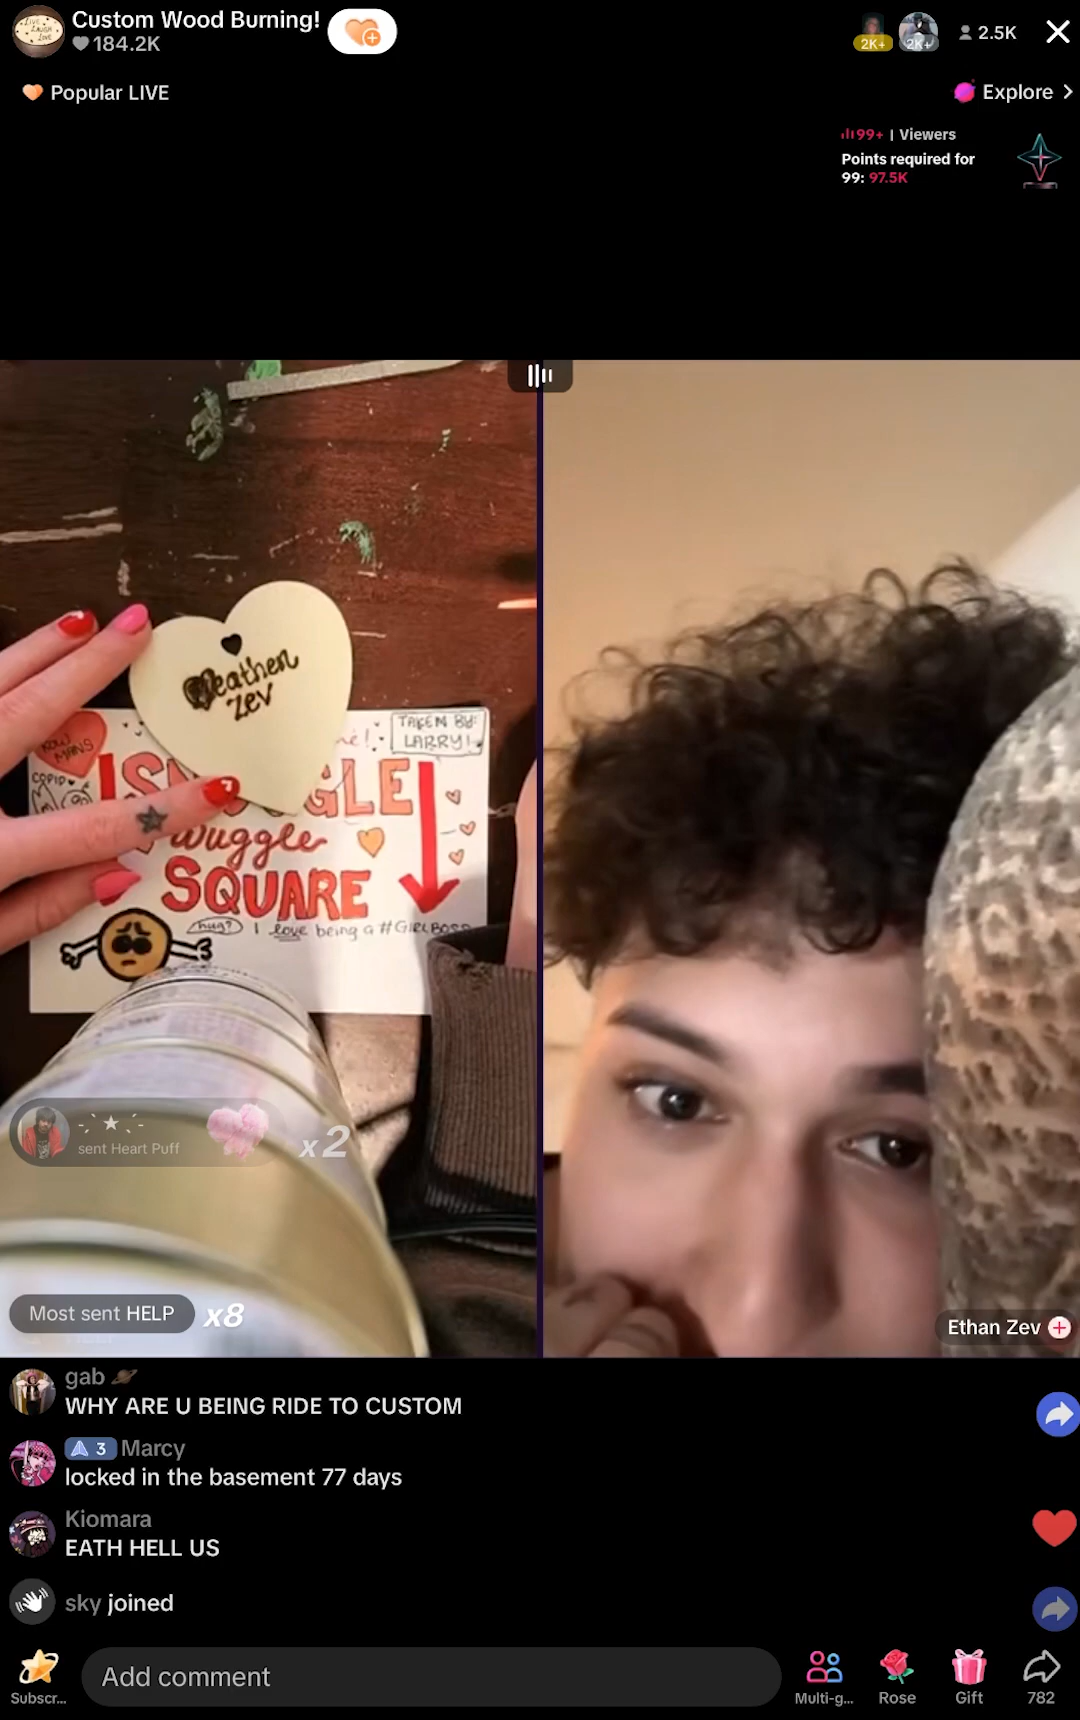 Custom Wood Burning!
184.2K
2K+
2K+
2.5K
Popular LIVE
Explore
99+ | Viewers
Points required for
99: 97.5K
eathen
Zev
TAKEN BY:
LARRY!
GLE
wuggle
SQUARE
hug? I love being a #GIRLBOSS
sent Heart Puff
x2
Most sent HELP x8
Ethan Zev
gab
WHY ARE U BEING RIDE TO CUSTOM
3 Marcy
locked in the basement 77 days
Kiomara
EATH HELL US
sky joined
Add comment
Subscr...
Multi-g...
Rose
Gift
782